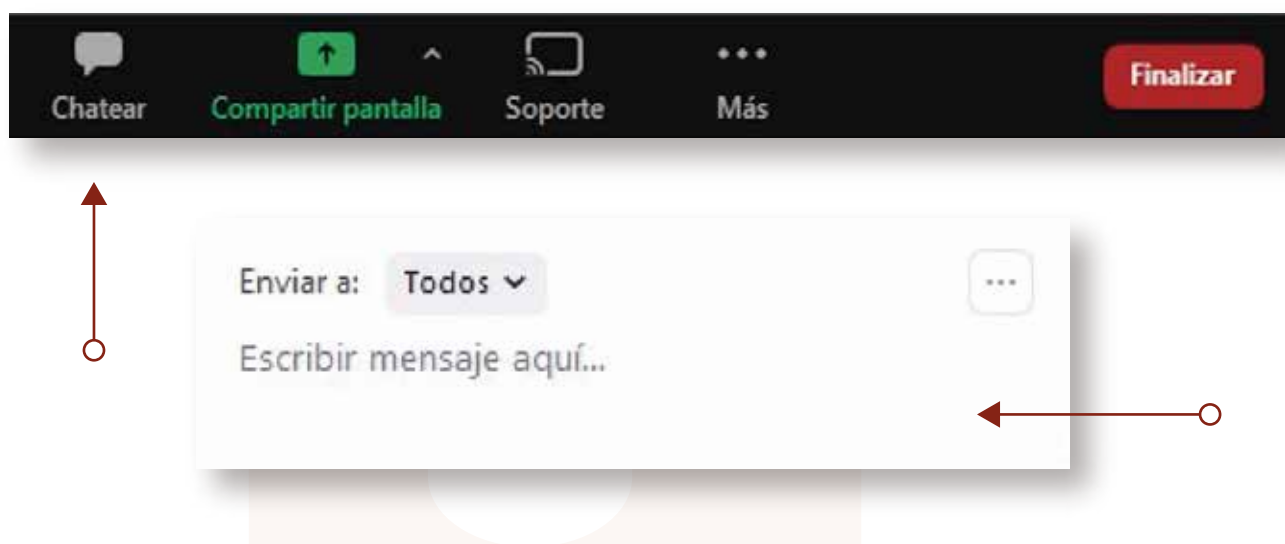 Chatear Compartir pantalla Soporte Más Finalizar
Enviar a: Todos
Escribir mensaje aquí...